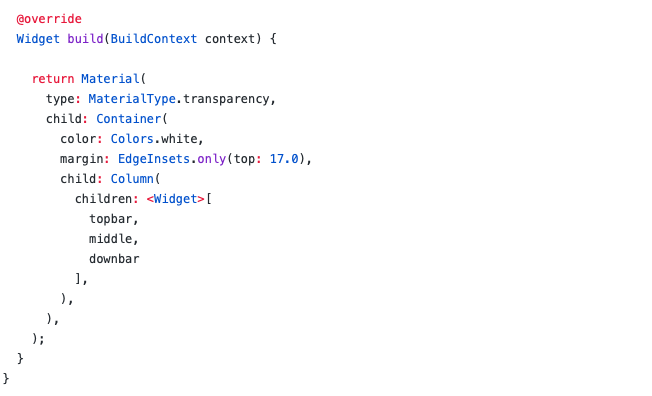 @override
Widget build(BuildContext context) {
return Material(
type: MaterialType.transparency,
child: Container(
color: Colors.white,
margin: EdgeInsets.only(top: 17.0),
child: Column(
children: <Widget>[
topbar,
middle,
downbar
],
),
),
);
}
}